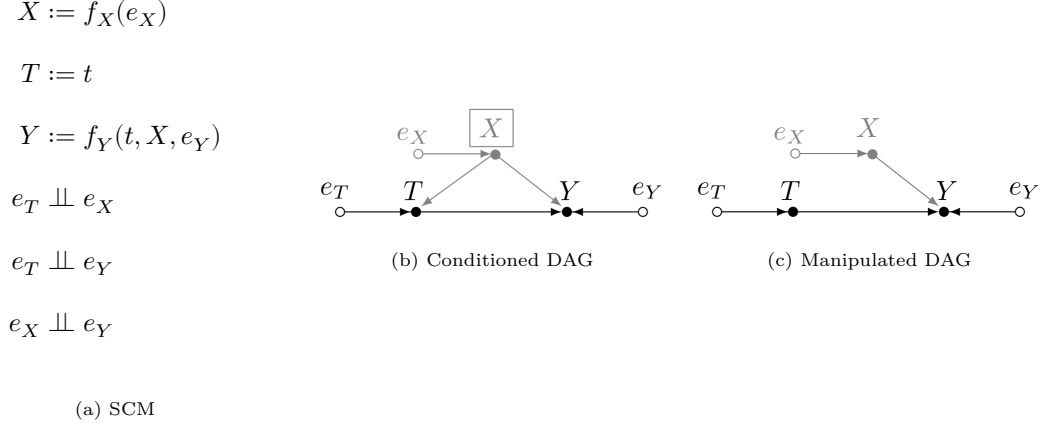 X := f_X(e_X)
T := t
Y := f_Y(t, X, e_Y)
e_T ⫫ e_X
e_T ⫫ e_Y
e_X ⫫ e_Y
(a) SCM
e_X X
e_T T Y e_Y
(b) Conditioned DAG
e_X X
e_T T Y e_Y
(c) Manipulated DAG